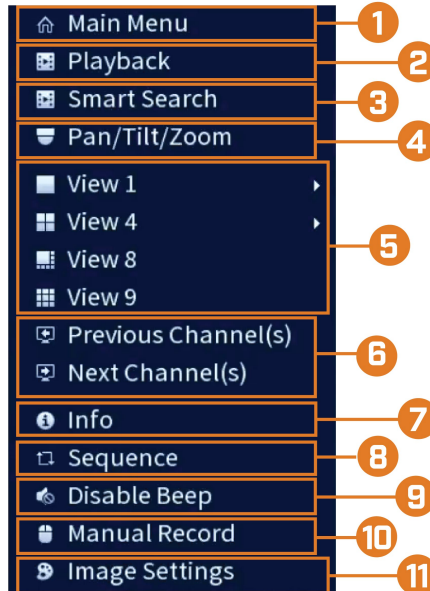 Main Menu 1
Playback 2
Smart Search 3
Pan/Tilt/Zoom 4
View 1
View 4
5
View 8
View 9
Previous Channel(s)
6
Next Channel(s)
Info 7
Sequence 8
Disable Beep 9
Manual Record 10
Image Settings 11